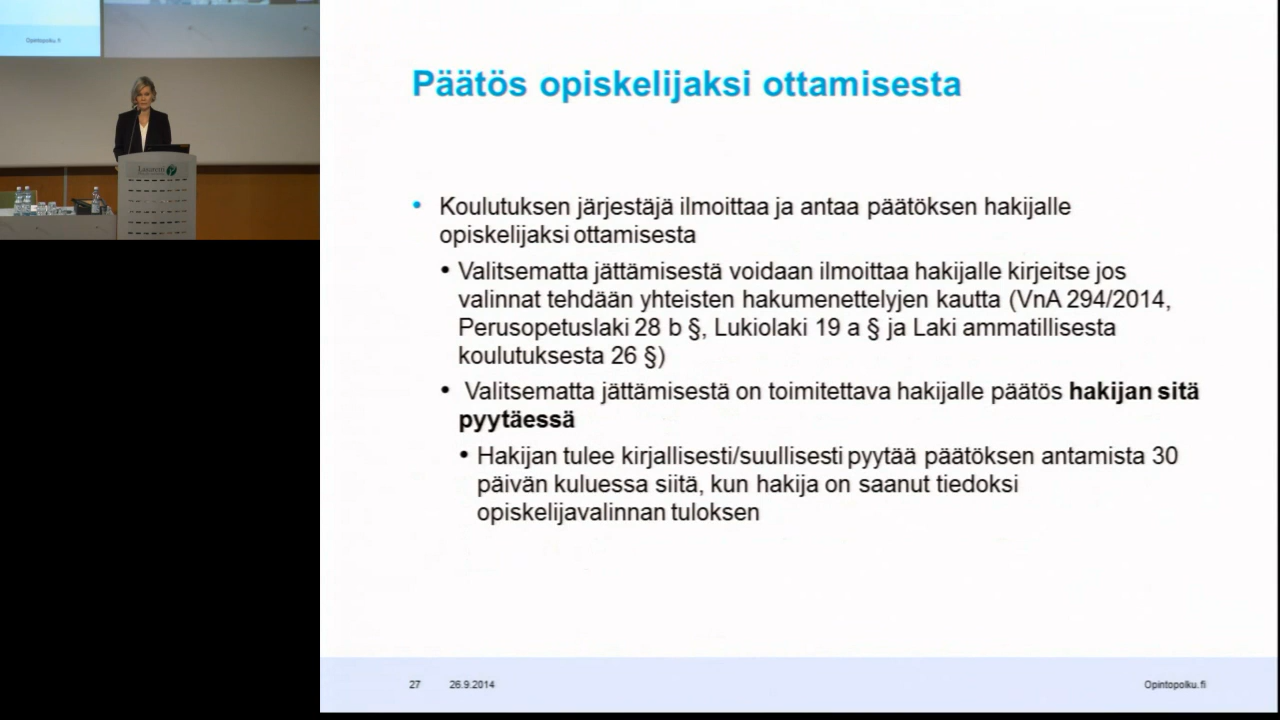 Opintopolku.fi
Päätös opiskelijaksi ottamisesta
• Koulutuksen järjestäjä ilmoittaa ja antaa päätöksen hakijalle
opiskelijaksi ottamisesta
• Valitsematta jättämisestä voidaan ilmoittaa hakijalle kirjeitse jos
valinnat tehdään yhteisten hakumenettelyjen kautta (VnA 294/2014,
Perusopetuslaki 28 b §, Lukiolaki 19 a § ja Laki ammatillisesta
koulutuksesta 26 §)
• Valitsematta jättämisestä on toimitettava hakijalle päätös hakijan sitä
pyytäessä
• Hakijan tulee kirjallisesti/suullisesti pyytää päätöksen antamista 30
päivän kuluessa siitä, kun hakija on saanut tiedoksi
opiskelijavalinnan tuloksen
27 26.9.2014 Opintopolku.fi